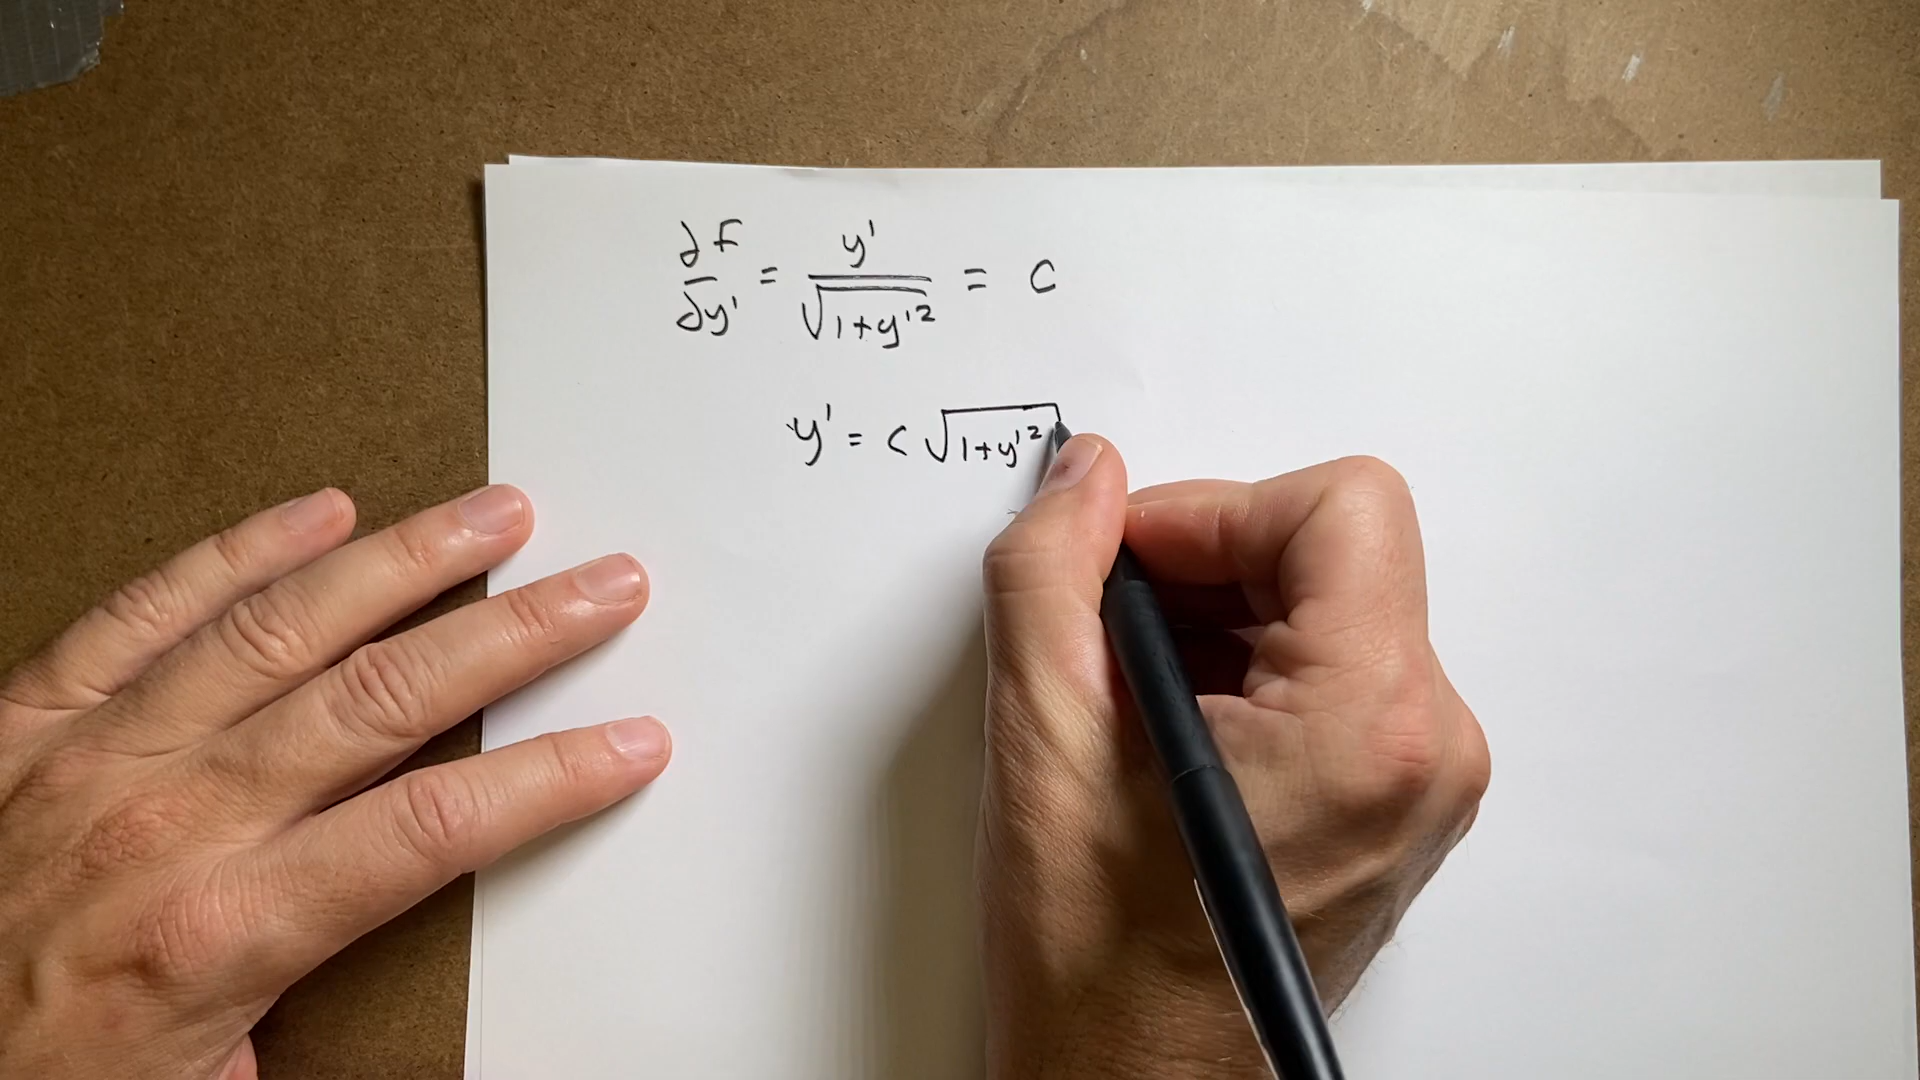 ∂F/∂y' = y'/√(1+y'²) = C
y' = C √(1+y'²)